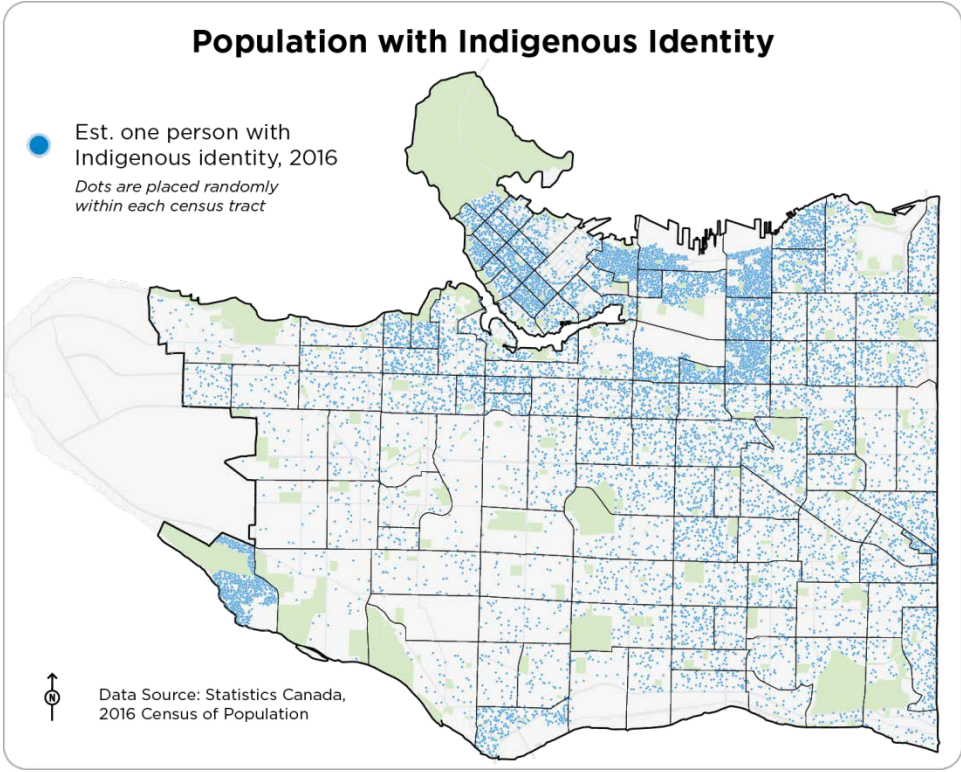 Population with Indigenous Identity
Est. one person with
Indigenous identity, 2016
Dots are placed randomly
within each census tract
N
Data Source: Statistics Canada,
2016 Census of Population